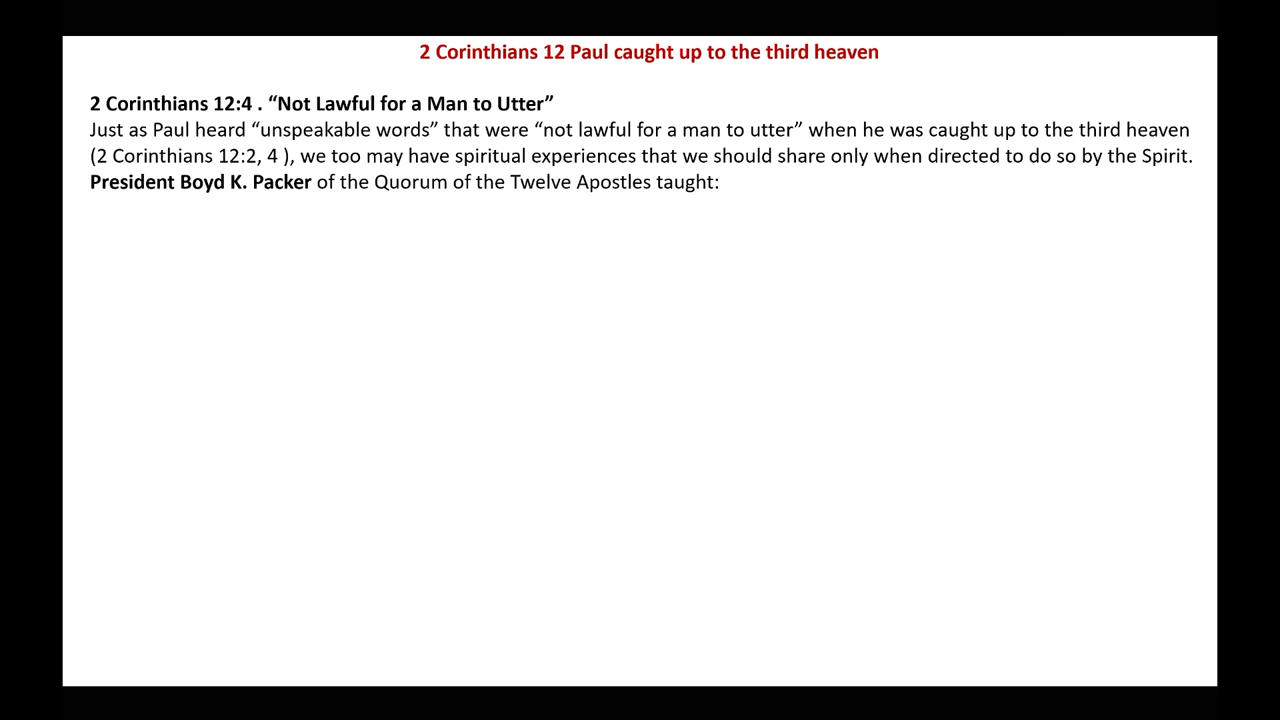 2 Corinthians 12 Paul caught up to the third heaven
2 Corinthians 12:4 . “Not Lawful for a Man to Utter”
Just as Paul heard “unspeakable words” that were “not lawful for a man to utter” when he was caught up to the third heaven
(2 Corinthians 12:2, 4 ), we too may have spiritual experiences that we should share only when directed to do so by the Spirit.
President Boyd K. Packer of the Quorum of the Twelve Apostles taught: